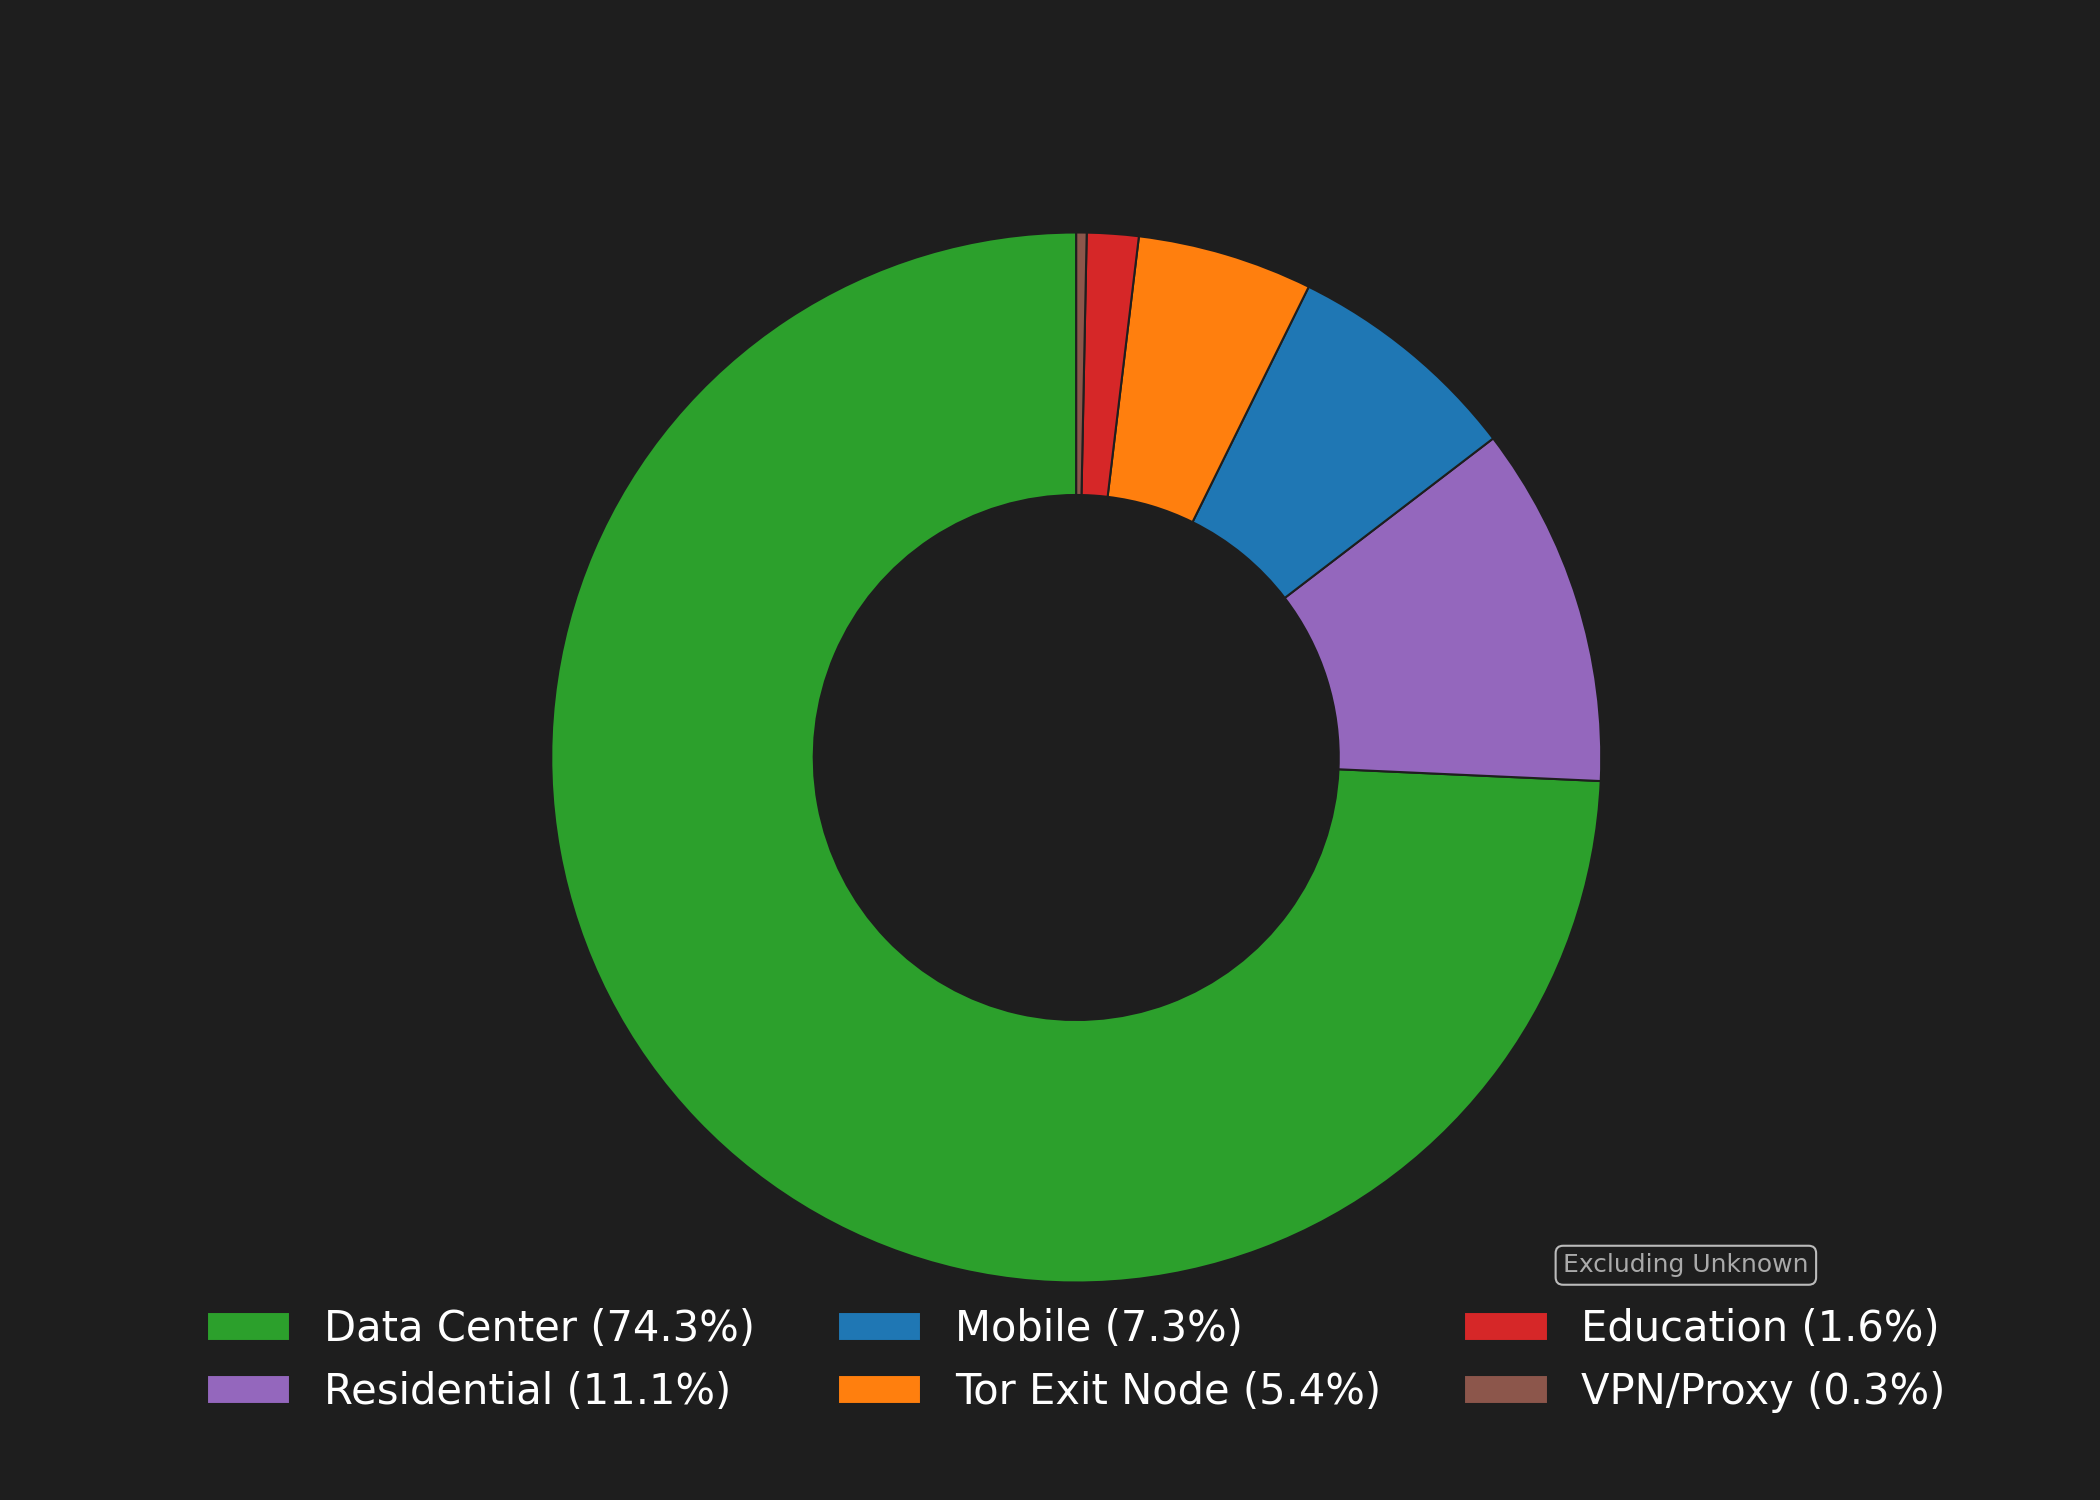 Excluding Unknown
Data Center (74.3%)
Mobile (7.3%)
Education (1.6%)
Residential (11.1%)
Tor Exit Node (5.4%)
VPN/Proxy (0.3%)